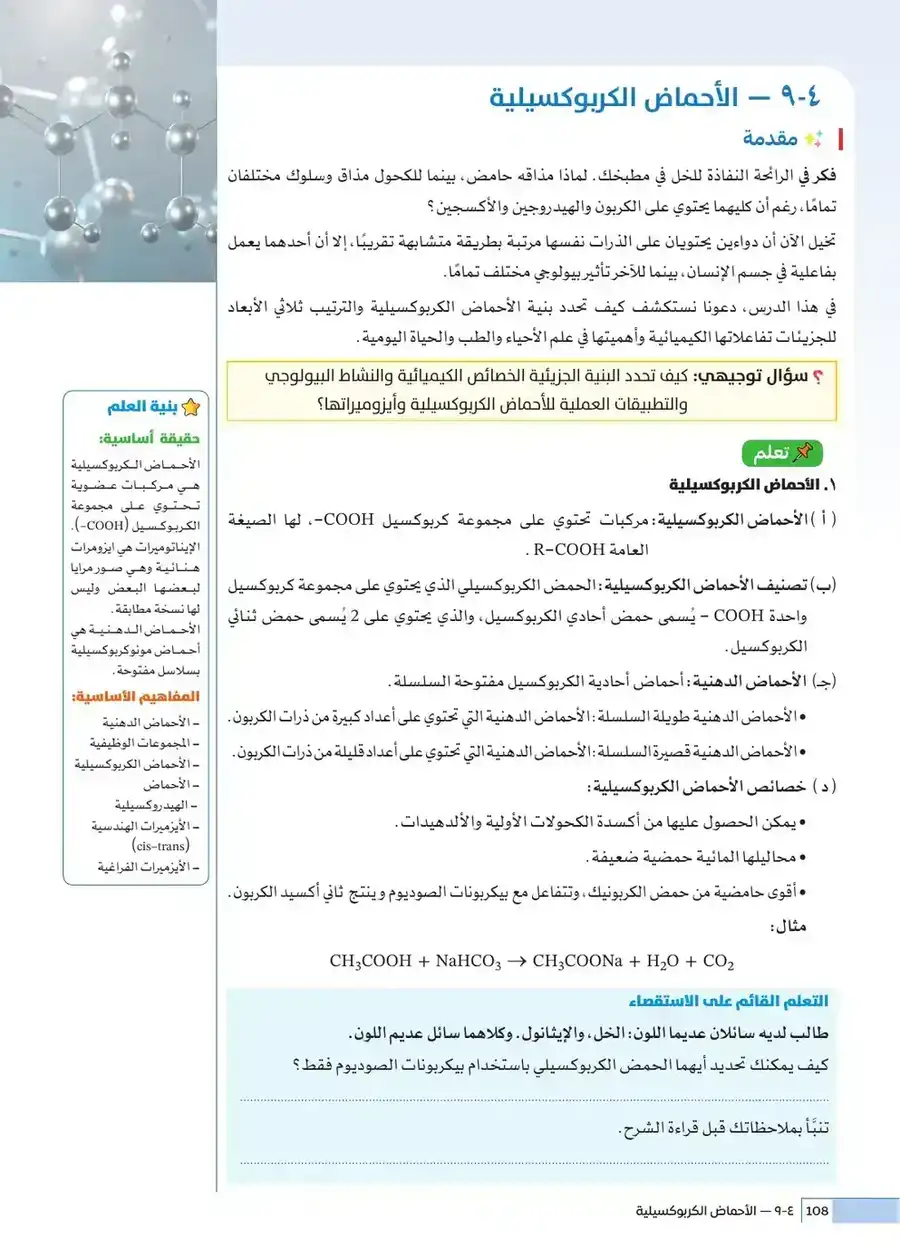 ٤-٩ — الأحماض الكربوكسيلية
مقدمة
فكر في الرائحة النفاذة للخل في مطبخك. لماذا مذاقه حامض، بينما للكحول مذاق وسلوك مختلفان
تمامًا، رغم أن كليهما يحتوي على الكربون والهيدروجين والأكسجين؟
تخيل الآن أن دواءين يحتويان على الذرات نفسها مرتبة بطريقة متشابهة تقريبًا، إلا أن أحدهما يعمل
بفاعلية في جسم الإنسان، بينما للآخر تأثير بيولوجي مختلف تمامًا.
في هذا الدرس، دعونا نستكشف كيف تحدد بنية الأحماض الكربوكسيلية والترتيب ثلاثي الأبعاد
للجزيئات تفاعلاتها الكيميائية وأهميتها في علم الأحياء والطب والحياة اليومية.
؟ سؤال توجيهي: كيف تحدد البنية الجزيئية الخصائص الكيميائية والنشاط البيولوجي
والتطبيقات العملية للأحماض الكربوكسيلية وأيزوميراتها؟
تعلم
١. الأحماض الكربوكسيلية
(أ) الأحماض الكربوكسيلية: مركبات تحتوي على مجموعة كربوكسيل COOH–، لها الصيغة
العامة R–COOH .
(ب) تصنيف الأحماض الكربوكسيلية: الحمض الكربوكسيلي الذي يحتوي على مجموعة كربوكسيل
واحدة COOH – يُسمى حمض أحادي الكربوكسيل، والذي يحتوي على 2 يُسمى حمض ثنائي
الكربوكسيل.
(جـ) الأحماض الدهنية: أحماض أحادية الكربوكسيل مفتوحة السلسلة.
• الأحماض الدهنية طويلة السلسلة: الأحماض الدهنية التي تحتوي على أعداد كبيرة من ذرات الكربون.
• الأحماض الدهنية قصيرة السلسلة: الأحماض الدهنية التي تحتوي على أعداد قليلة من ذرات الكربون.
(د) خصائص الأحماض الكربوكسيلية:
• يمكن الحصول عليها من أكسدة الكحولات الأولية والألدهيدات.
• محاليلها المائية حمضية ضعيفة.
• أقوى حامضية من حمض الكربونيك، وتتفاعل مع بيكربونات الصوديوم وينتج ثاني أكسيد الكربون.
مثال:
CH₃COOH + NaHCO₃ → CH₃COONa + H₂O + CO₂
التعلم القائم على الاستقصاء
طالب لديه سائلان عديما اللون: الخل، والإيثانول. وكلاهما سائل عديم اللون.
كيف يمكنك تحديد أيهما الحمض الكربوكسيلي باستخدام بيكربونات الصوديوم فقط؟
تنبَّأ بملاحظاتك قبل قراءة الشرح.
بنية العلم
حقيقة أساسية:
الأحماض الكربوكسيلية
هي مركبات عضوية
تحتوي على مجموعة
الكربوكسيل (COOH–).
الإيناتوميرات هي ايزومرات
هنائية وهي صور مرايا
لبعضها البعض وليس
لها نسخة مطابقة.
الأحماض الدهنية هي
أحماض مونوكربوكسيلية
بسلاسل مفتوحة.
المفاهيم الأساسية:
– الأحماض الدهنية
– المجموعات الوظيفية
– الأحماض الكربوكسيلية
– الأحماض
– الهيدروكسيلية
– الأيزميرات الهندسية
(cis–trans)
– الأيزميرات الفراغية
108 ٤-٩ — الأحماض الكربوكسيلية